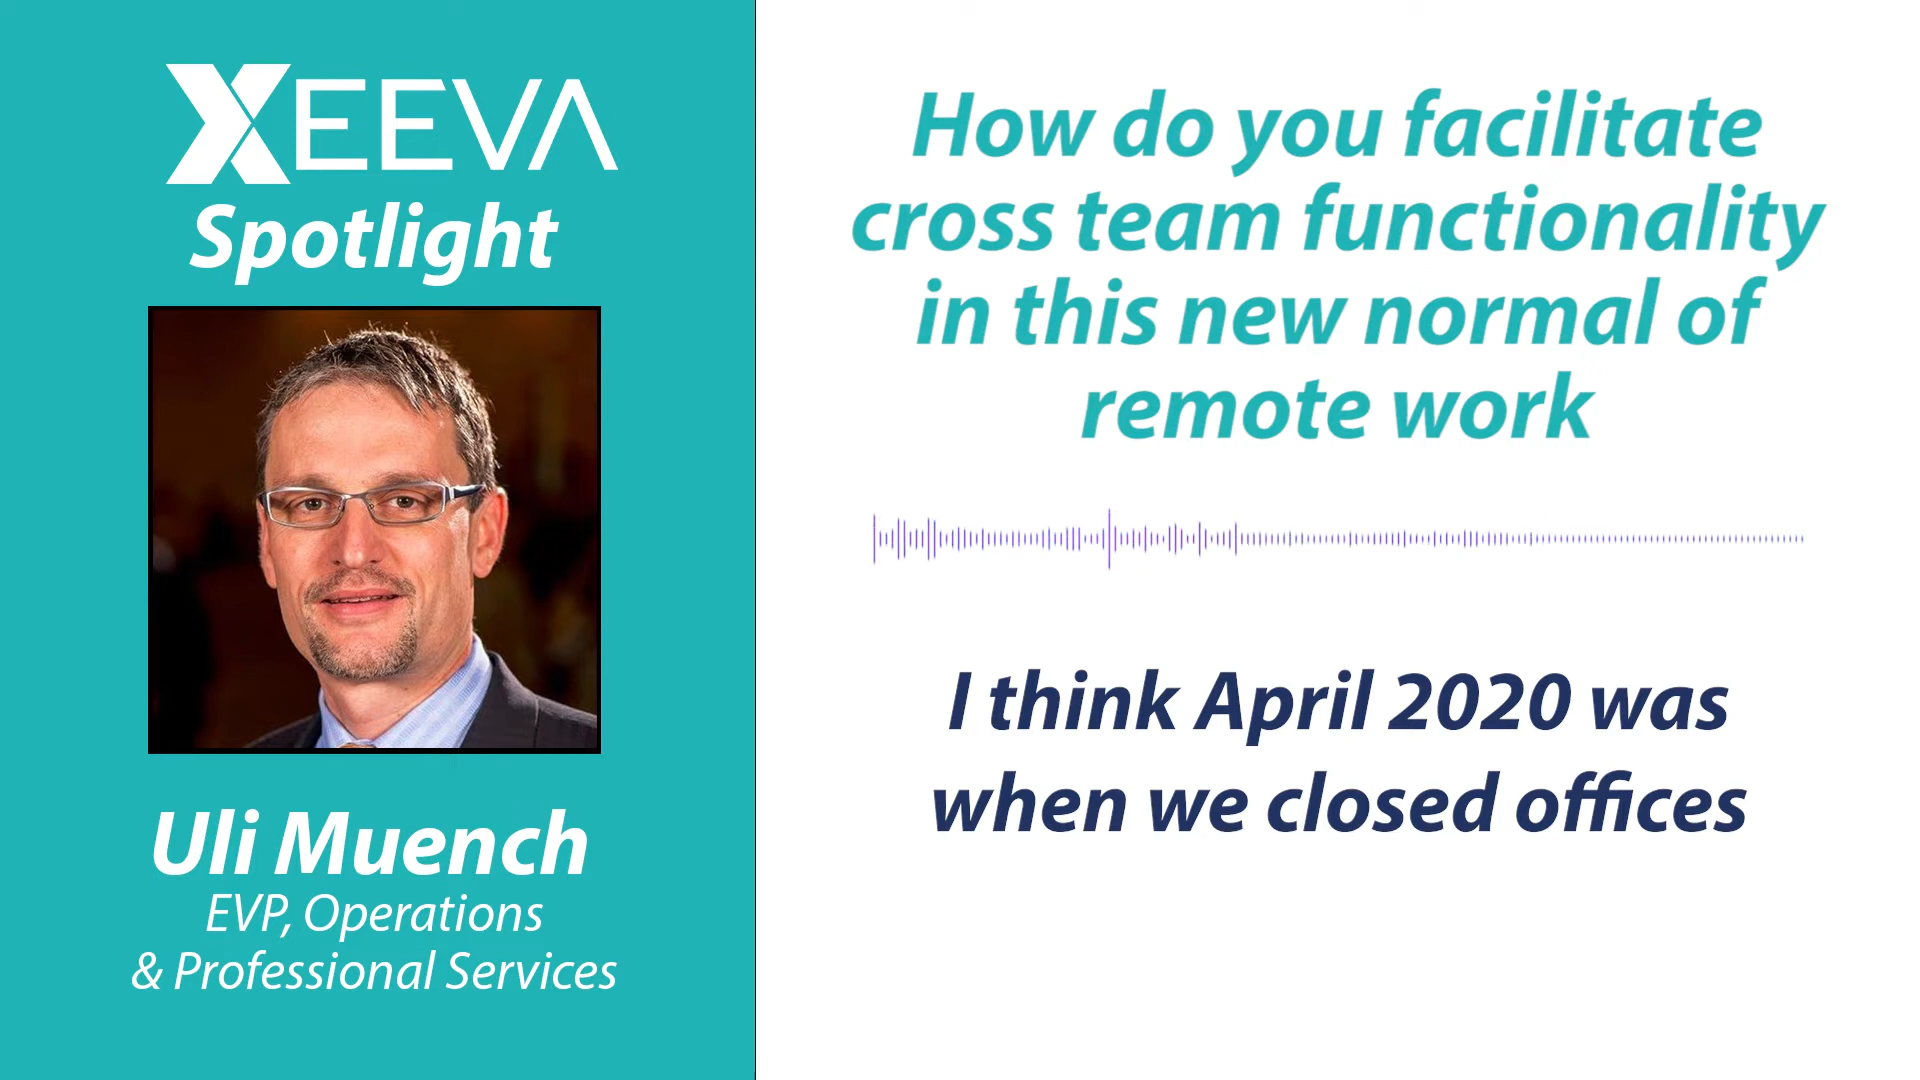 XEEVA
Spotlight
Uli Muench
EVP, Operations
& Professional Services
How do you facilitate
cross team functionality
in this new normal of
remote work
I think April 2020 was
when we closed offices